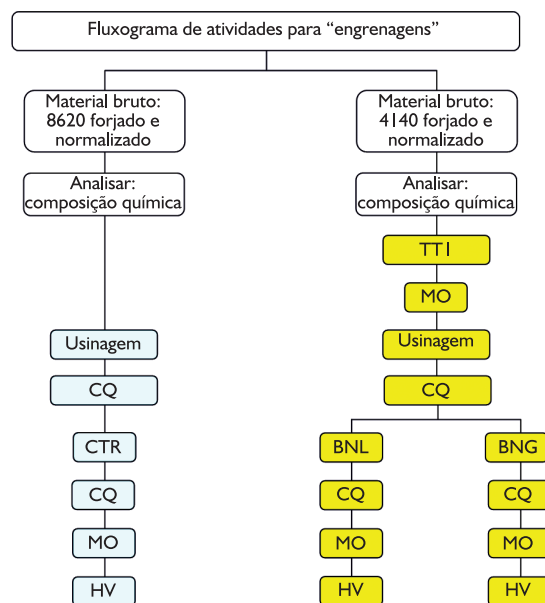 Fluxograma de atividades para “engrenagens”
Material bruto:
8620 forjado e
normalizado
Material bruto:
4140 forjado e
normalizado
Analisar:
composição química
Analisar:
composição química
TT1
MO
Usinagem
Usinagem
CQ
CQ
CTR
BNL
BNG
CQ
CQ
CQ
MO
MO
MO
HV
HV
HV